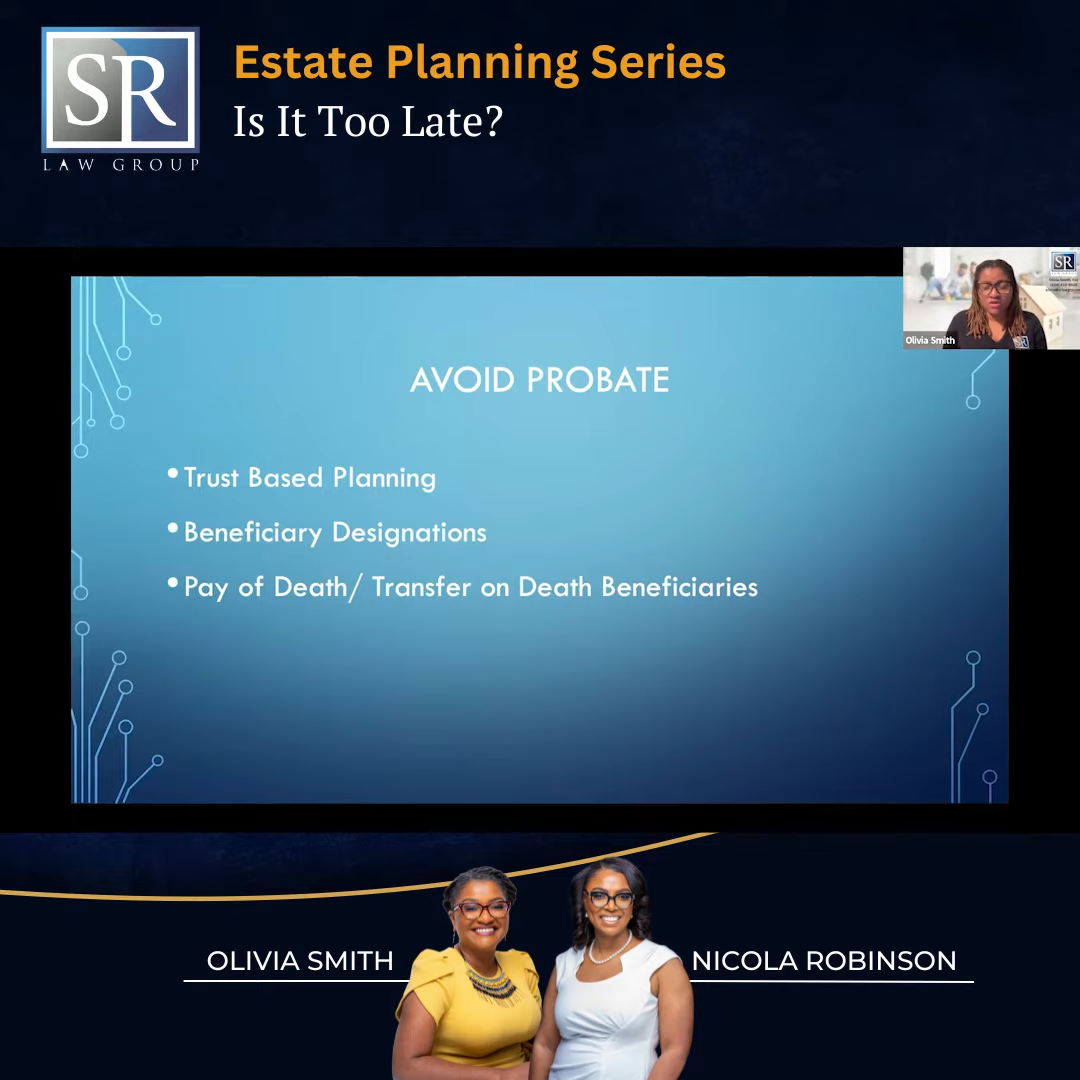 SR
LAW GROUP
Estate Planning Series
Is It Too Late?
SR
Olivia Smith
AVOID PROBATE
• Trust Based Planning
• Beneficiary Designations
• Pay of Death/ Transfer on Death Beneficiaries
OLIVIA SMITH
NICOLA ROBINSON